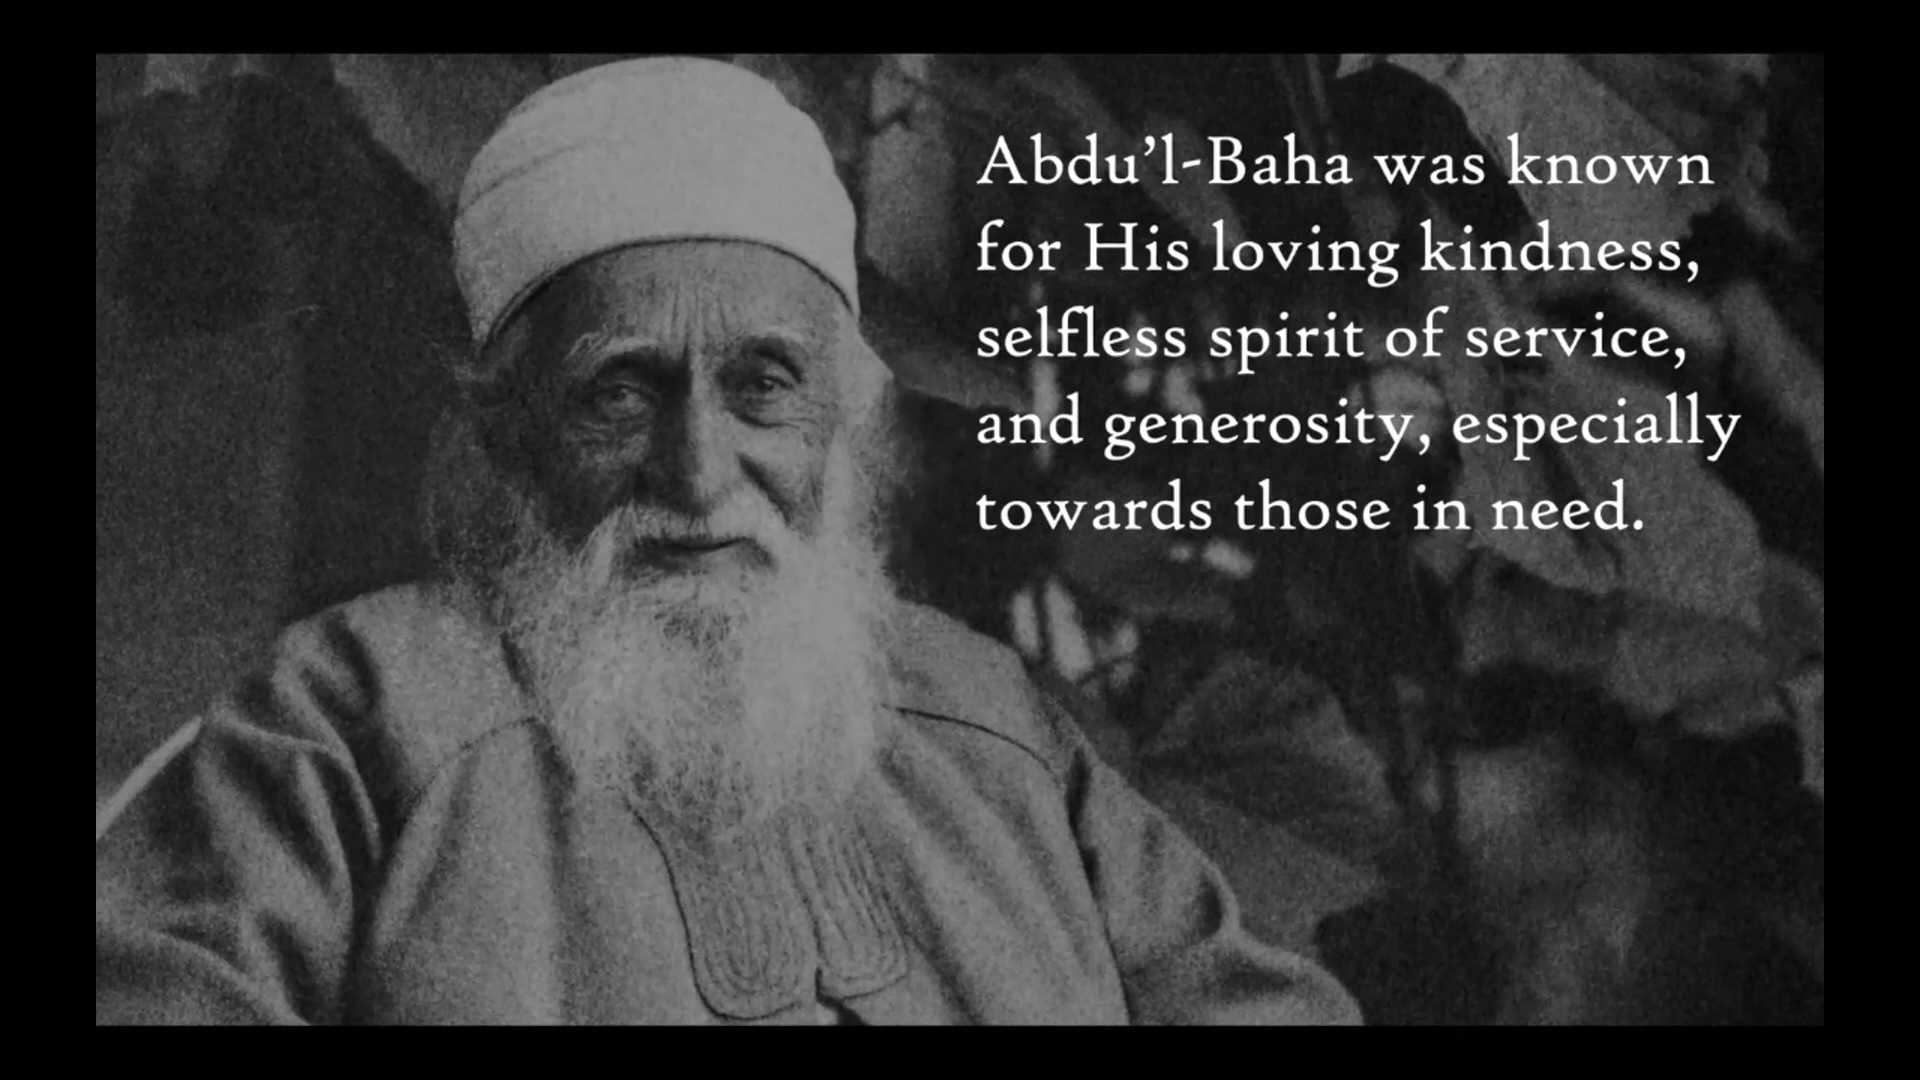 Abdu’l-Baha was known
for His loving kindness,
selfless spirit of service,
and generosity, especially
towards those in need.